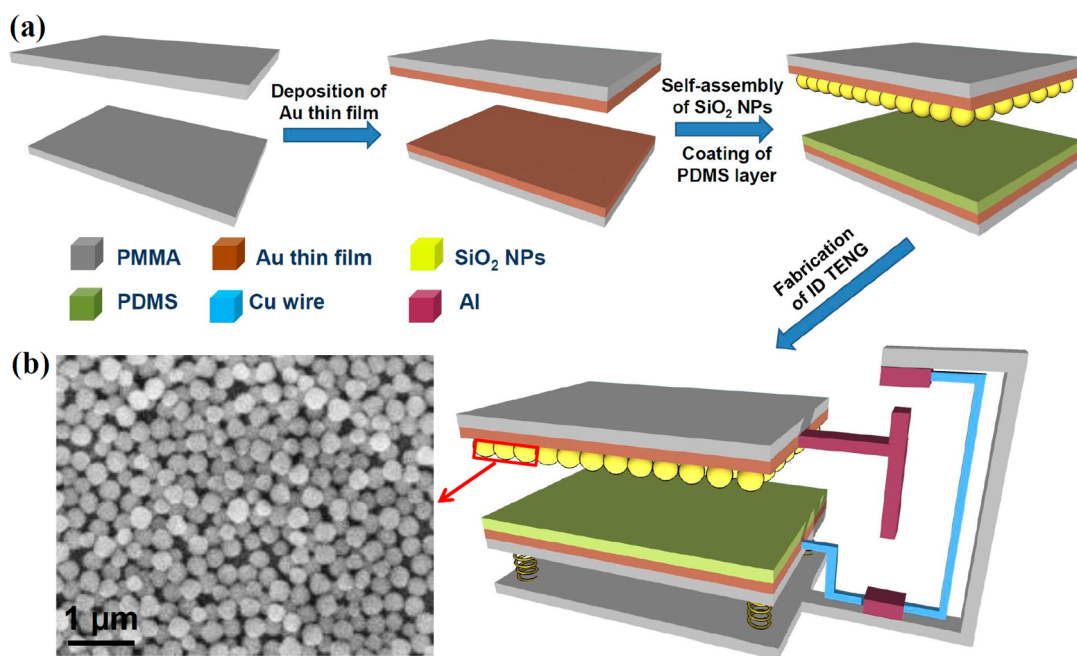 (a)
Deposition of
Au thin film
Self-assembly
of SiO₂ NPs
Coating of
PDMS layer
PMMA
Au thin film
SiO₂ NPs
PDMS
Cu wire
Al
Fabrication
of ID TENG
(b)
1 μm